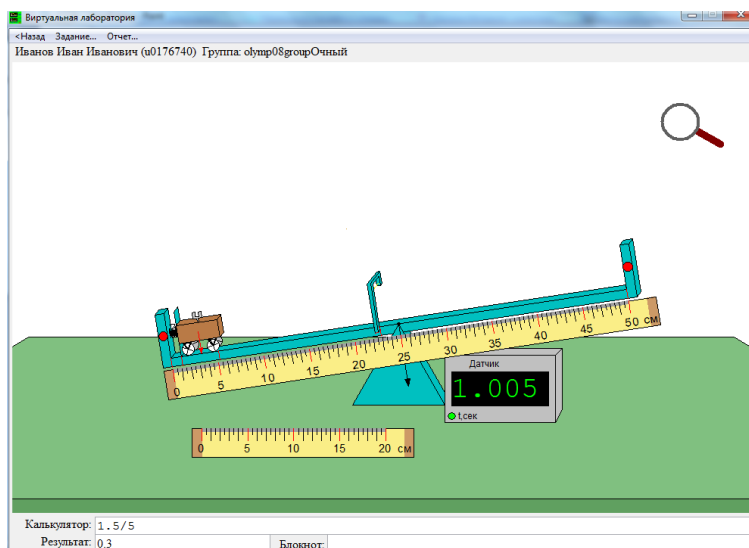 Виртуальная лаборатория
<Назад Задание... Отчет...
Иванов Иван Иванович (u0176740) Группа: olymp08groupОчный
0 5 10 15 20 25 30 35 40 45 50 см
Датчик
1.005
t,сек
0 5 10 15 20 см
Калькулятор: 1.5/5
Результат: 0.3 Блокнот: